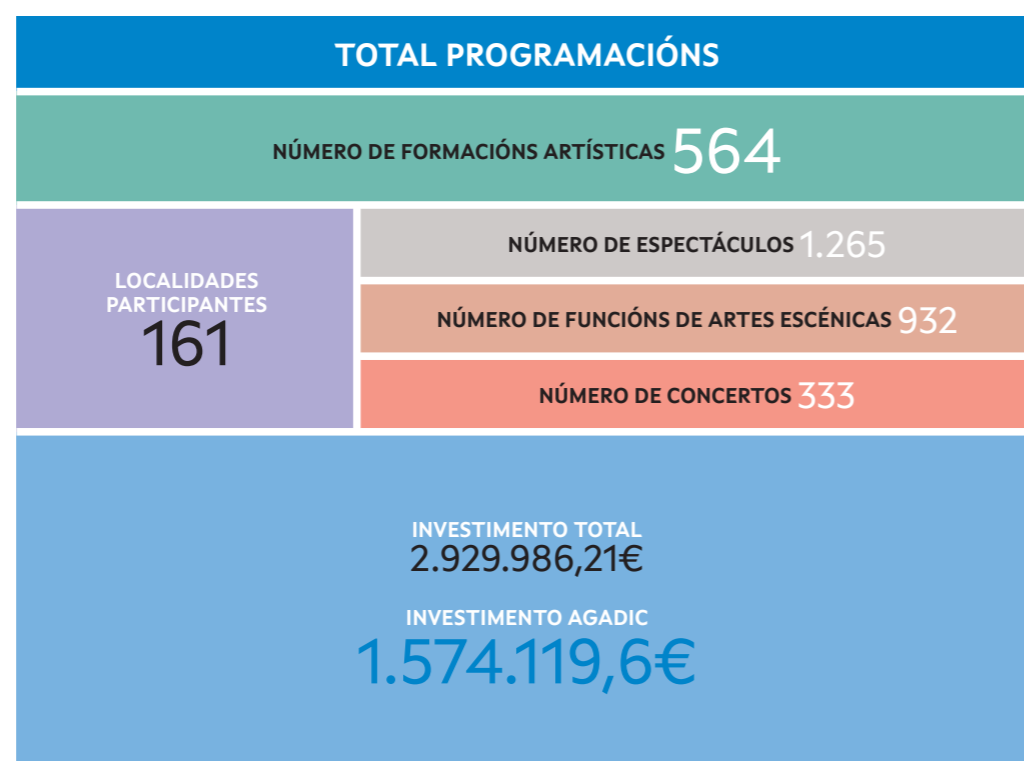 TOTAL PROGRAMACIÓNS
NÚMERO DE FORMACIÓNS ARTÍSTICAS 564
LOCALIDADES
PARTICIPANTES
161
NÚMERO DE ESPECTÁCULOS 1.265
NÚMERO DE FUNCIÓNS DE ARTES ESCÉNICAS 932
NÚMERO DE CONCERTOS 333
INVESTIMENTO TOTAL
2.929.986,21€
INVESTIMENTO AGADIC
1.574.119,6€